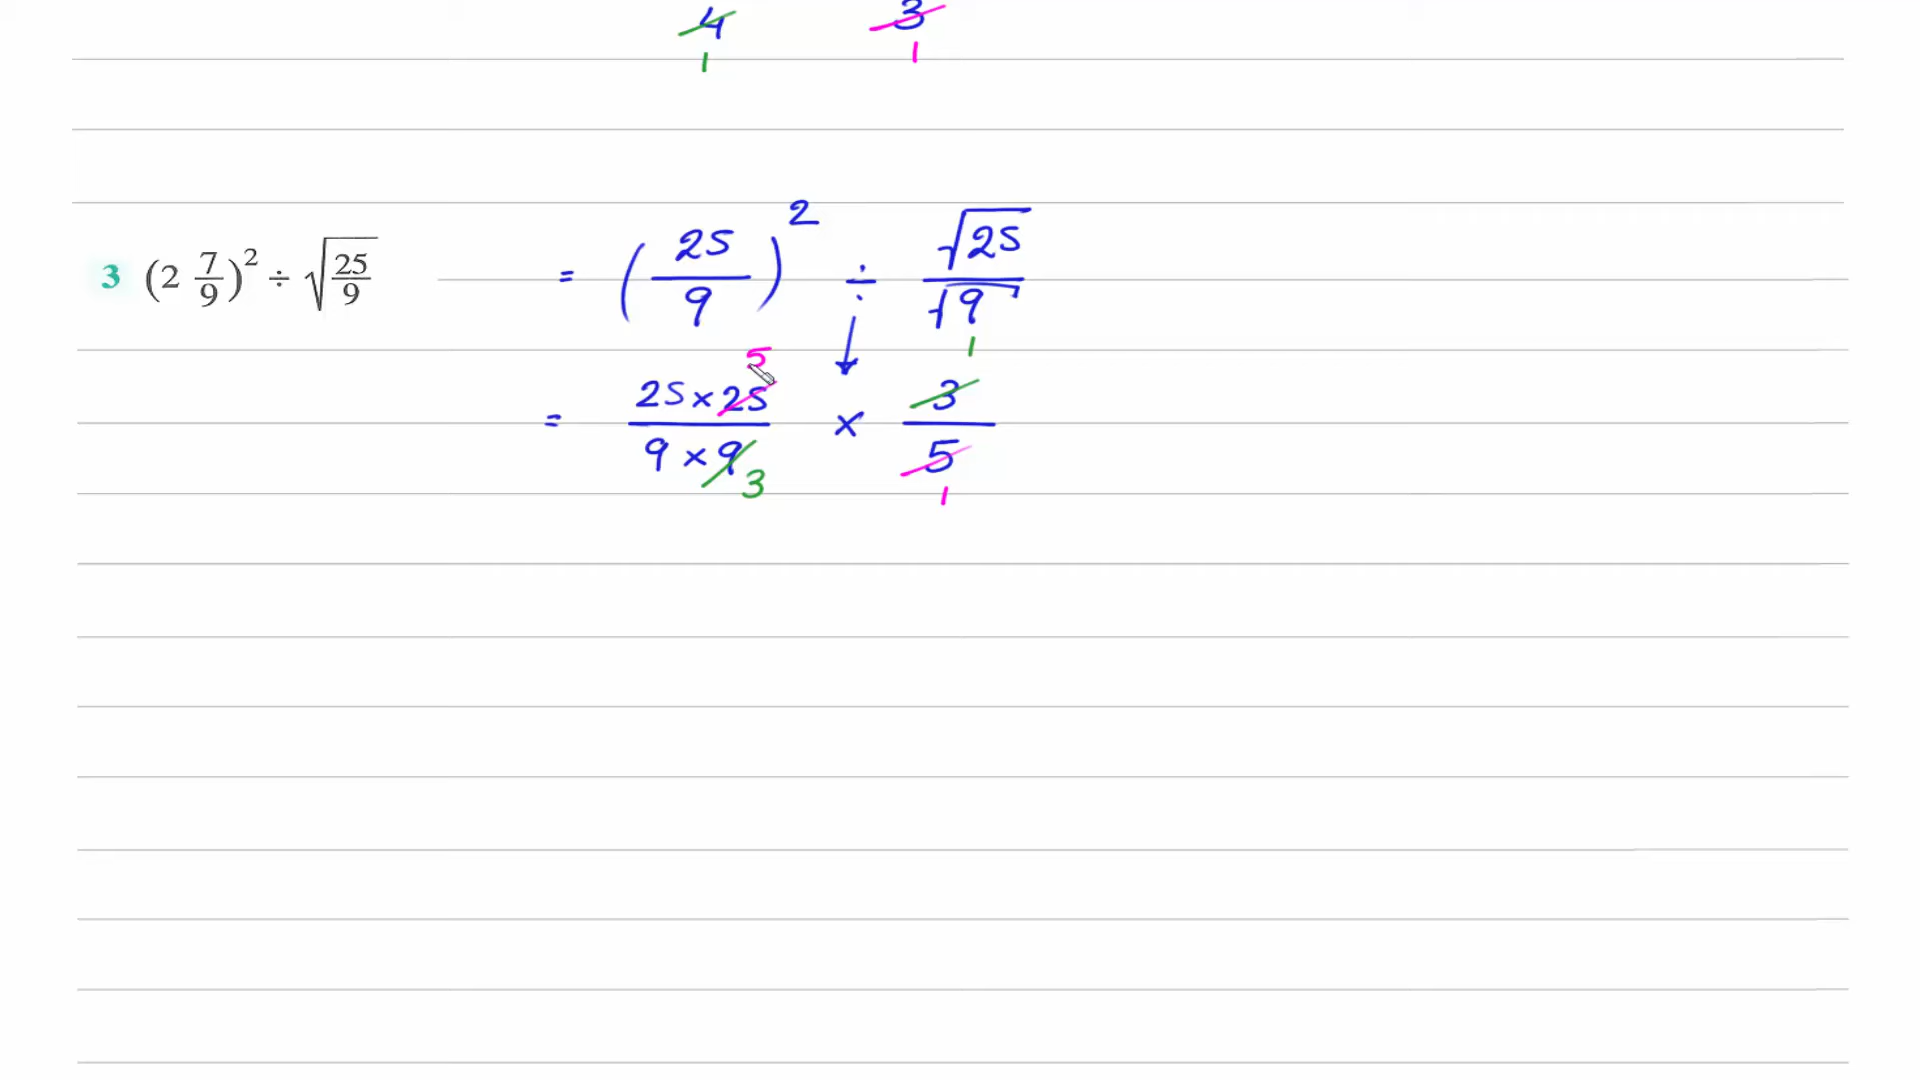 4 3
1 1
3 (2 7/9)² ÷ √(25/9) = (25/9)² ÷ √25/√9
5 1
= 25 × 25 / 9 × 9 × 3/5
3 1